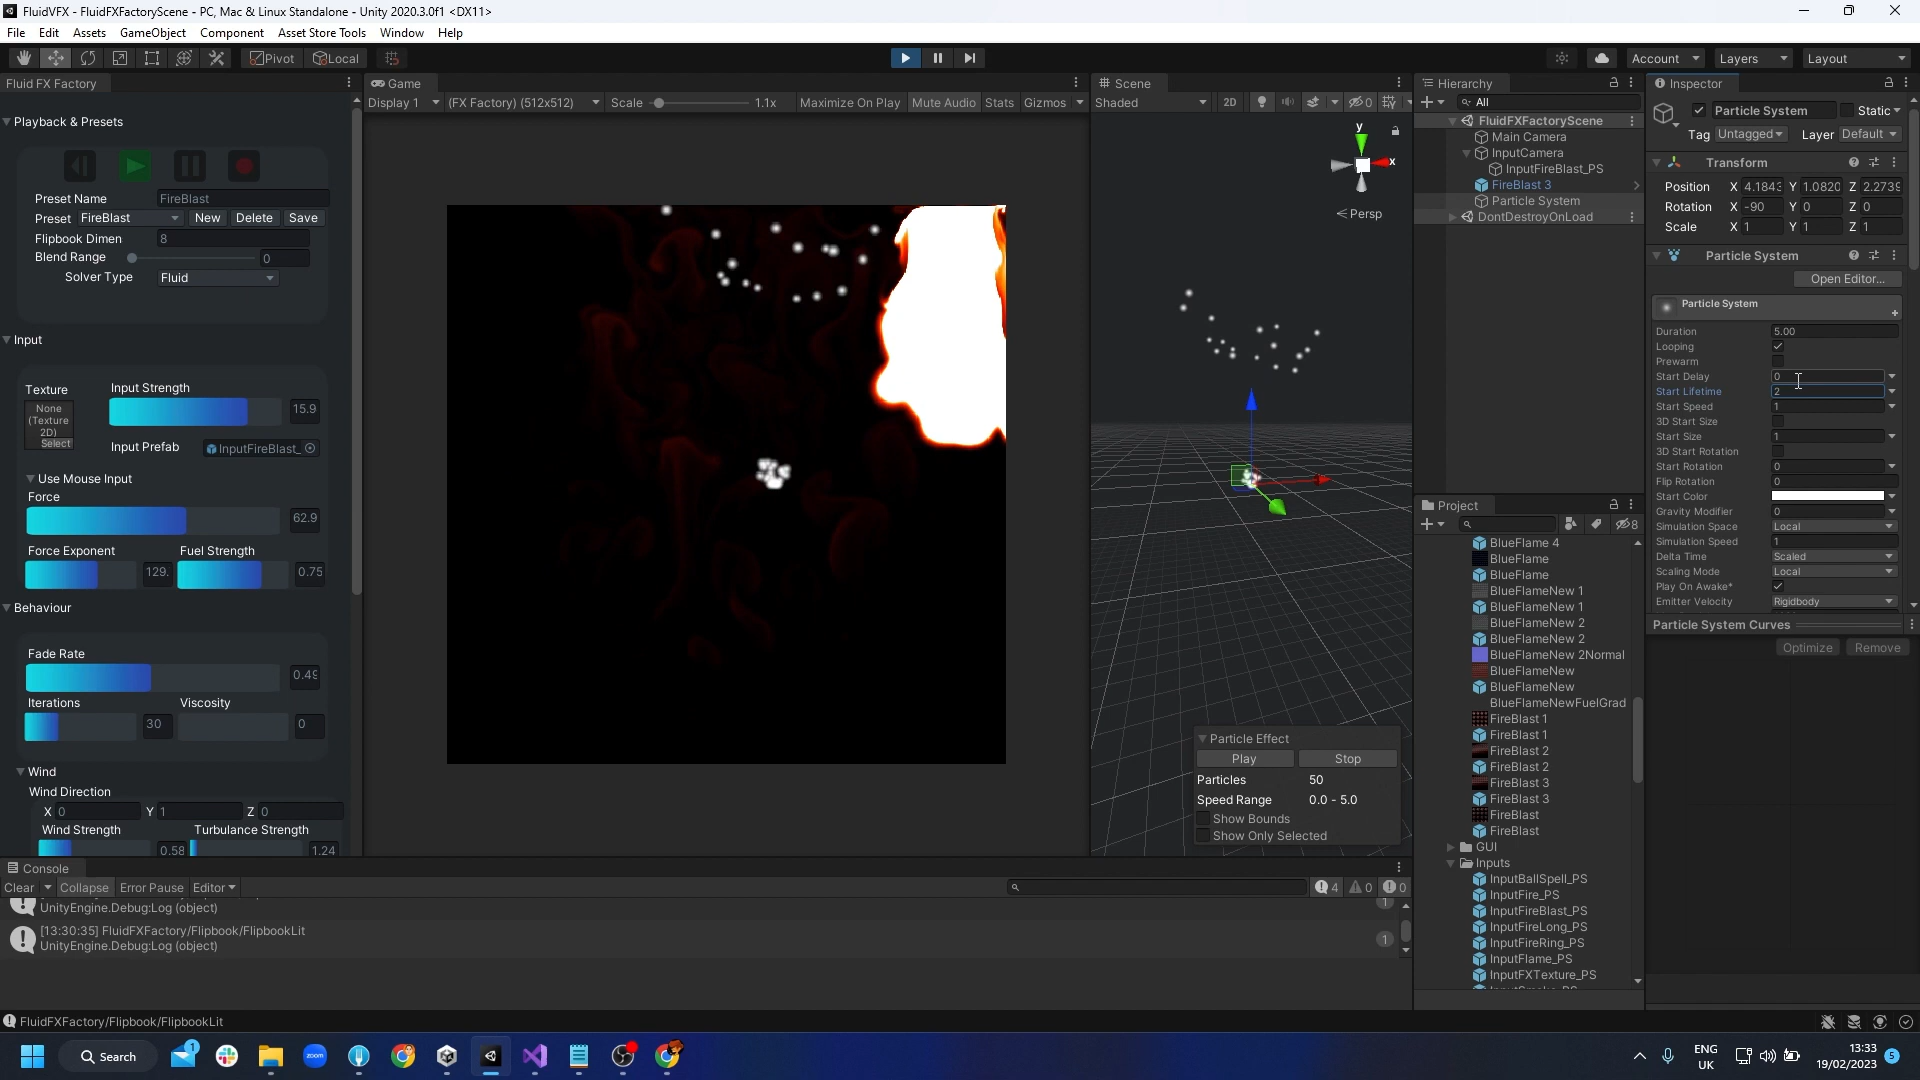 FluidVFX - FluidFXFactoryScene - PC, Mac & Linux Standalone - Unity 2020.3.0f1 <DX11>
File Edit Assets GameObject Component Asset Store Tools Window Help
Pivot Local Account Layers Layout
Fluid FX Factory
Playback & Presets
Preset Name FireBlast
Preset FireBlast New Delete Save
Flipbook Dimen 8
Blend Range 0
Solver Type Fluid
Input
Texture Input Strength
None (Texture 2D) Select 15.9
Input Prefab InputFireBlast_
Use Mouse Input
Force
62.9
Force Exponent Fuel Strength
129. 0.75
Behaviour
Fade Rate
0.49
Iterations Viscosity
30 0
Wind
Wind Direction
X 0 Y 1 Z 0
Wind Strength Turbulance Strength
0.58 1.24
Game
Display 1 (FX Factory) (512x512) Scale 1.1x Maximize On Play Mute Audio Stats Gizmos
Scene
Shaded 2D 0
y
x
Persp
Particle Effect
Play Stop
Particles 50
Speed Range 0.0 - 5.0
Show Bounds
Show Only Selected
Hierarchy
All
FluidFXFactoryScene
Main Camera
InputCamera
InputFireBlast_PS
FireBlast 3
Particle System
DontDestroyOnLoad
Project
8
BlueFlame 4
BlueFlame
BlueFlame
BlueFlameNew 1
BlueFlameNew 1
BlueFlameNew 2
BlueFlameNew 2
BlueFlameNew 2Normal
BlueFlameNew
BlueFlameNew
BlueFlameNewFuelGrad
FireBlast 1
FireBlast 1
FireBlast 2
FireBlast 2
FireBlast 3
FireBlast 3
FireBlast
FireBlast
GUI
Inputs
InputBallSpell_PS
InputFire_PS
InputFireBlast_PS
InputFireLong_PS
InputFireRing_PS
InputFlame_PS
InputFXTexture_PS
Inspector
Particle System Static
Tag Untagged Layer Default
Transform
Position X 4.1843 Y 1.0820 Z 2.2739
Rotation X -90 Y 0 Z 0
Scale X 1 Y 1 Z 1
Particle System
Open Editor...
Particle System
Duration 5.00
Looping
Prewarm
Start Delay 0
Start Lifetime 2
Start Speed 1
3D Start Size
Start Size 1
3D Start Rotation
Start Rotation 0
Flip Rotation 0
Start Color
Gravity Modifier 0
Simulation Space Local
Simulation Speed 1
Delta Time Scaled
Scaling Mode Local
Play On Awake*
Emitter Velocity Rigidbody
Particle System Curves
Optimize Remove
Console
Clear Collapse Error Pause Editor 4 0 0
UnityEngine.Debug:Log (object) 1
[13:30:35] FluidFXFactory/Flipbook/FlipbookLit
UnityEngine.Debug:Log (object) 1
FluidFXFactory/Flipbook/FlipbookLit
Search 1 zoom ENG UK 13:33 19/02/2023 5